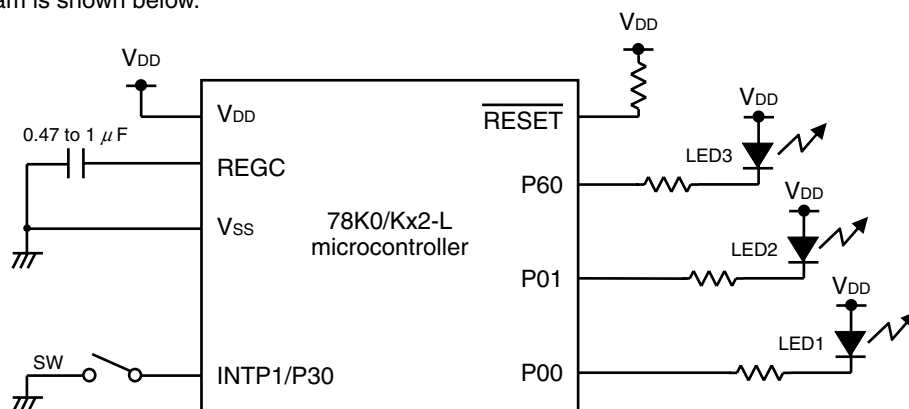 am is shown below.
VDD
VDD
VDD
0.47 to 1 μF
VDD
RESET
LED3
REGC
P60
VDD
VSS
78K0/Kx2-L
microcontroller
LED2
P01
VDD
LED1
SW
INTP1/P30
P00